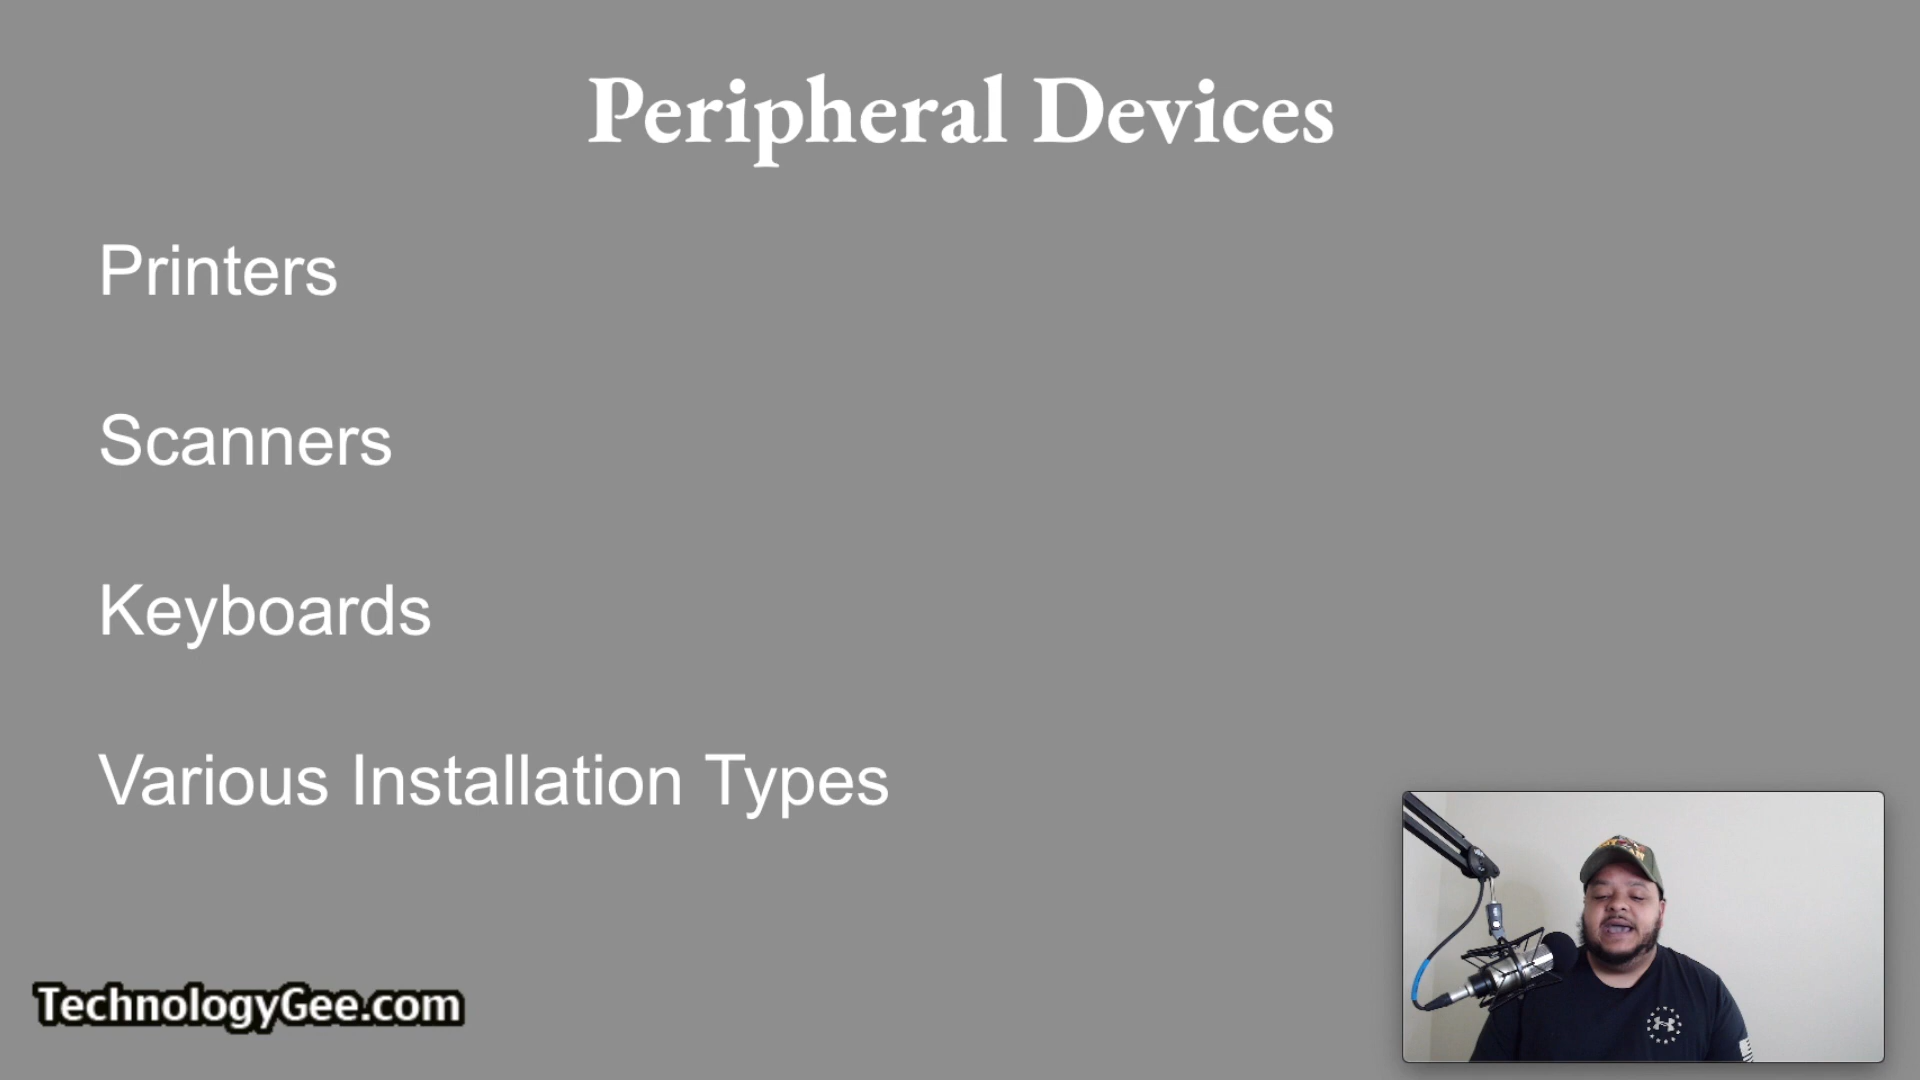 Peripheral Devices
Printers
Scanners
Keyboards
Various Installation Types
TechnologyGee.com